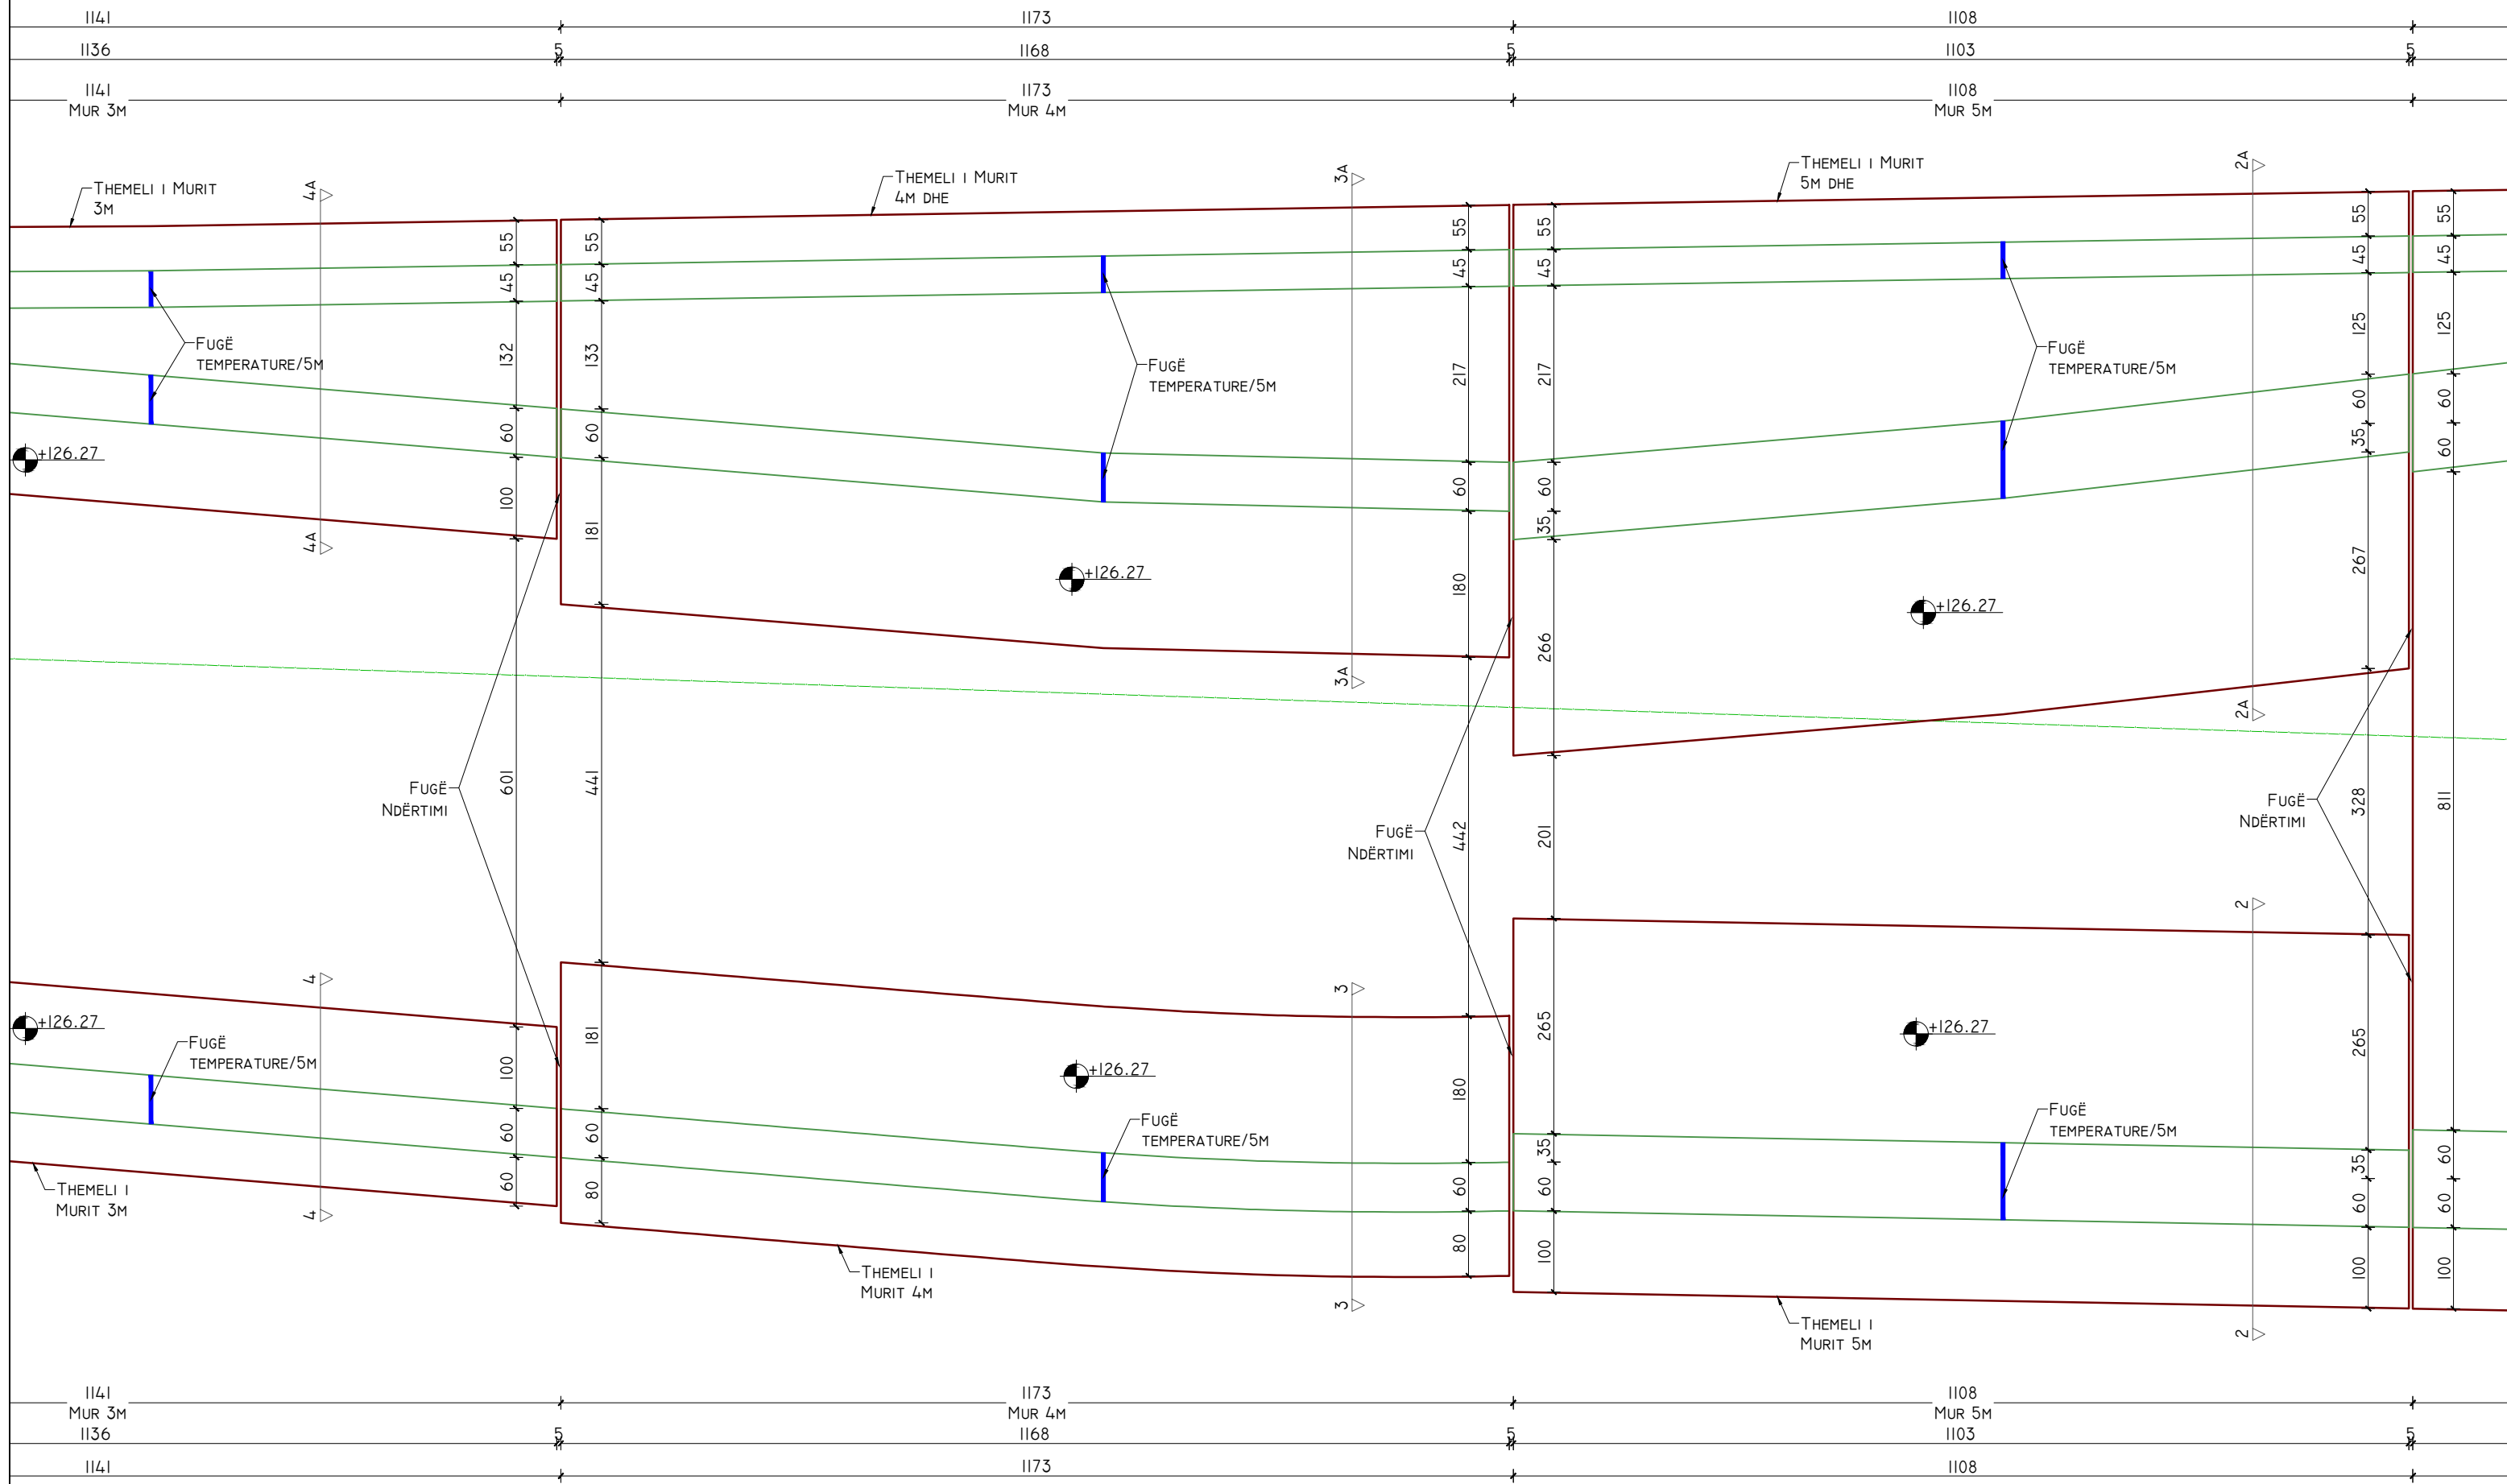 1141
1173
1108
1136
5
1168
5
1103
5
1141
Mur 3m
1173
Mur 4m
1108
Mur 5m
Themeli i Murit
3m
4A
Themeli i Murit
4m dhe
3A
Themeli i Murit
5m dhe
2A
55
45
132
60
100
601
100
60
60
55
45
133
60
181
441
181
60
80
55
45
217
60
180
442
180
60
80
55
45
217
60
35
266
201
265
35
60
100
55
45
125
60
35
267
328
265
35
60
100
55
45
125
60
60
811
60
60
100
Fugë
temperature/5m
Fugë
temperature/5m
Fugë
temperature/5m
+126.27
4A
+126.27
+126.27
3A
2A
Fugë
Ndërtimi
Fugë
Ndërtimi
Fugë
Ndërtimi
2
4
3
+126.27
Fugë
temperature/5m
+126.27
+126.27
Fugë
temperature/5m
Fugë
temperature/5m
Themeli i
Murit 3m
4
Themeli i
Murit 4m
3
Themeli i
Murit 5m
2
1141
Mur 3m
1173
Mur 4m
1108
Mur 5m
1136
5
1168
5
1103
5
1141
1173
1108